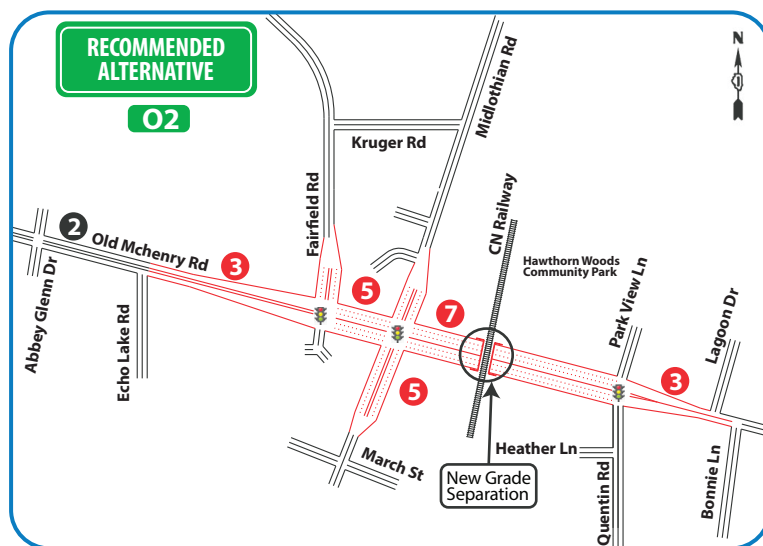 RECOMMENDED
ALTERNATIVE
O2
N
Midlothian Rd
Kruger Rd
Fairfield Rd
CN Railway
2
Old Mchenry Rd
3
Hawthorn Woods
Community Park
Abbey Glenn Dr
Echo Lake Rd
5
7
Park View Ln
Lagoon Dr
5
3
March St
Heather Ln
New Grade
Separation
Quentin Rd
Bonnie Ln